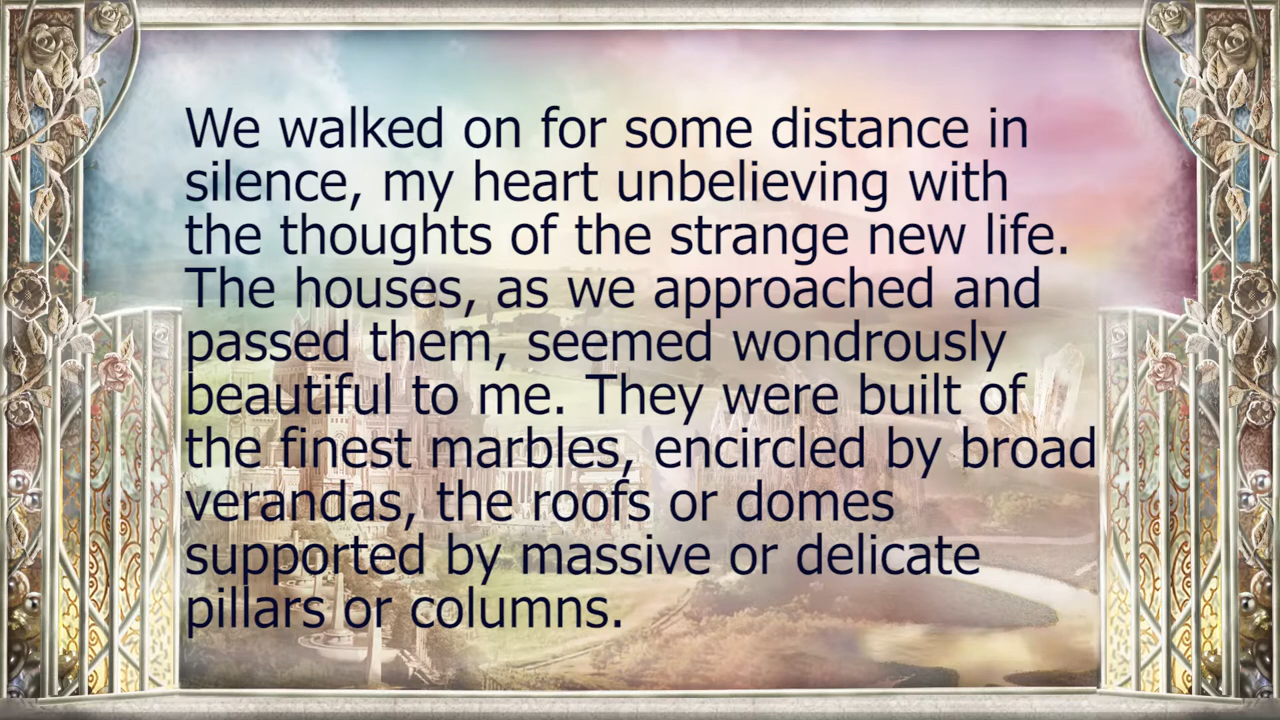 We walked on for some distance in
silence, my heart unbelieving with
the thoughts of the strange new life.
The houses, as we approached and
passed them, seemed wondrously
beautiful to me. They were built of
the finest marbles, encircled by broad
verandas, the roofs or domes
supported by massive or delicate
pillars or columns.